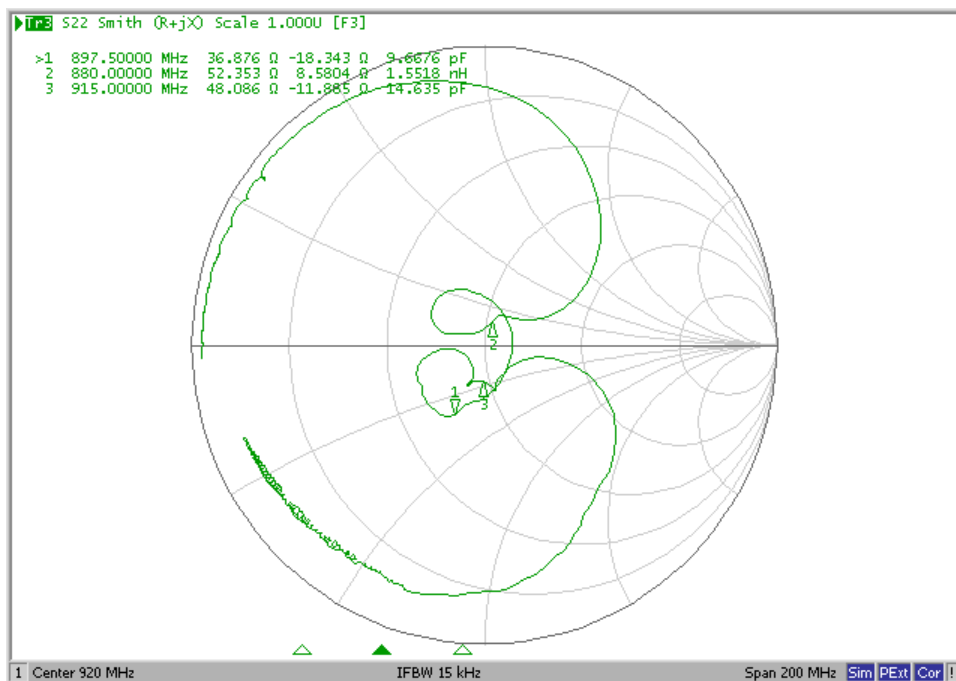 Tr3 S22 Smith (R+jX) Scale 1.000U [F3]
>1 897.50000 MHz 36.876 Ω -18.343 Ω 9.6676 pF
2 880.00000 MHz 52.353 Ω 8.5804 Ω 1.5518 nH
3 915.00000 MHz 48.086 Ω -11.885 Ω 14.635 pF
2
1
3
1 Center 920 MHz IFBW 15 kHz Span 200 MHz Sim PExt Cor !